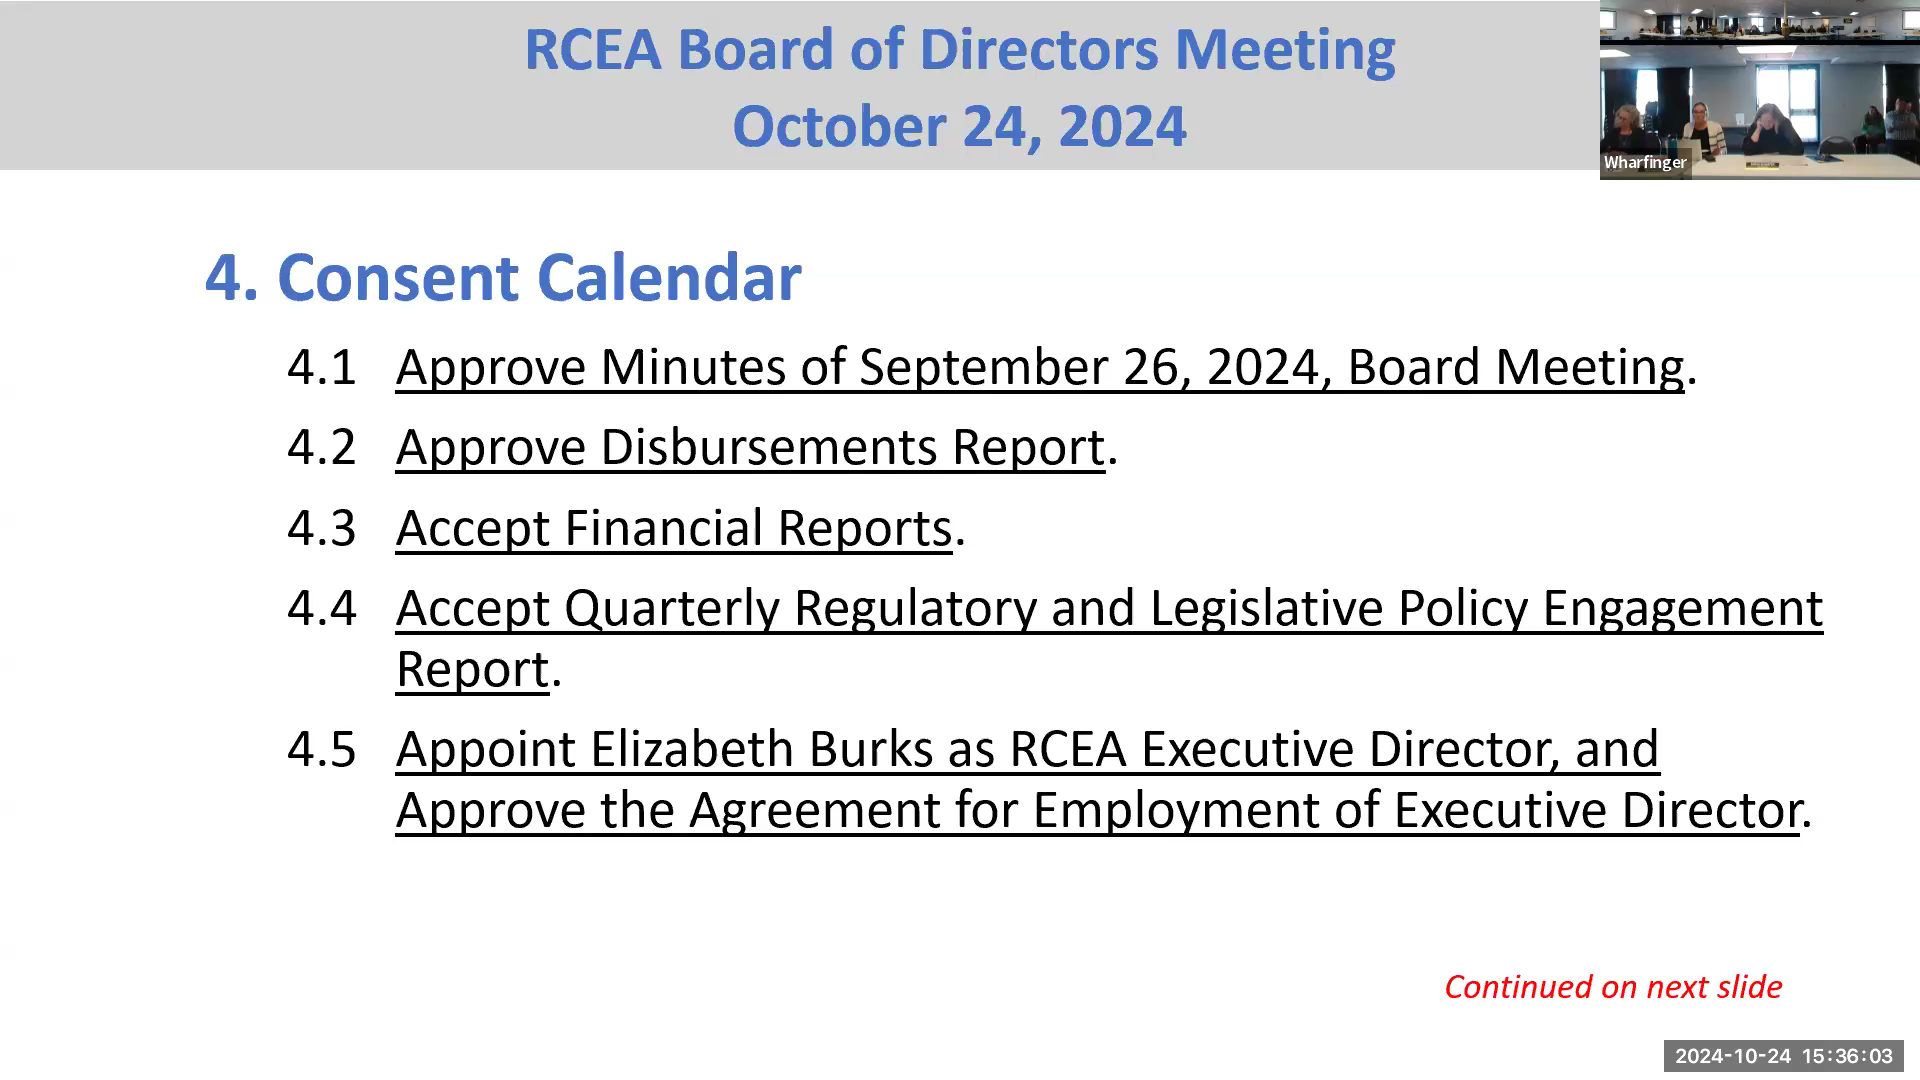 RCEA Board of Directors Meeting
October 24, 2024
Wharfinger
4. Consent Calendar
4.1 Approve Minutes of September 26, 2024, Board Meeting.
4.2 Approve Disbursements Report.
4.3 Accept Financial Reports.
4.4 Accept Quarterly Regulatory and Legislative Policy Engagement
Report.
4.5 Appoint Elizabeth Burks as RCEA Executive Director, and
Approve the Agreement for Employment of Executive Director.
Continued on next slide
2024-10-24 15:36:03